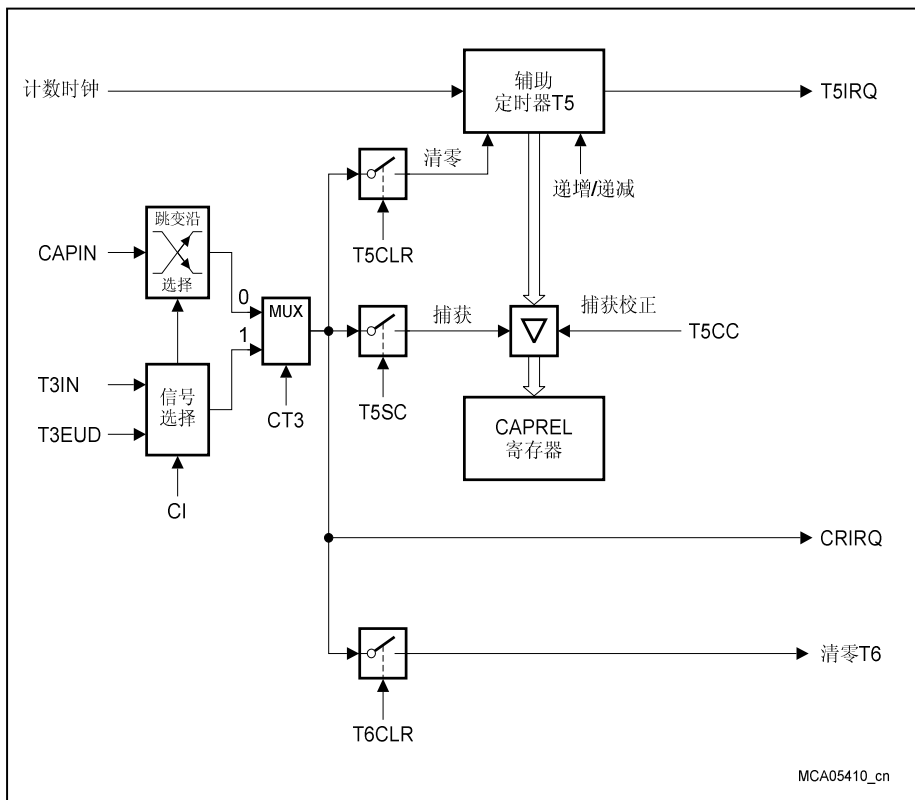 计数时钟
辅助
定时器T5
T5IRQ
清零
递增/递减
T5CLR
跳变沿
CAPIN
选择
0
MUX
1
捕获
捕获校正
T5CC
T3IN
信号
选择
T3EUD
CT3
T5SC
CAPREL
寄存器
CI
CRIRQ
清零T6
T6CLR
MCA05410_cn